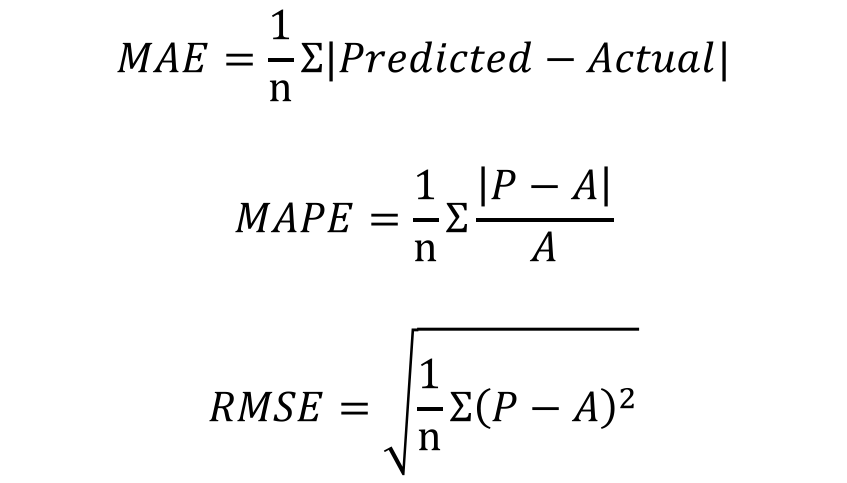 MAE = 1/n Σ|Predicted − Actual|
MAPE = 1/n Σ |P − A|/A
RMSE = √(1/n Σ(P − A)²)